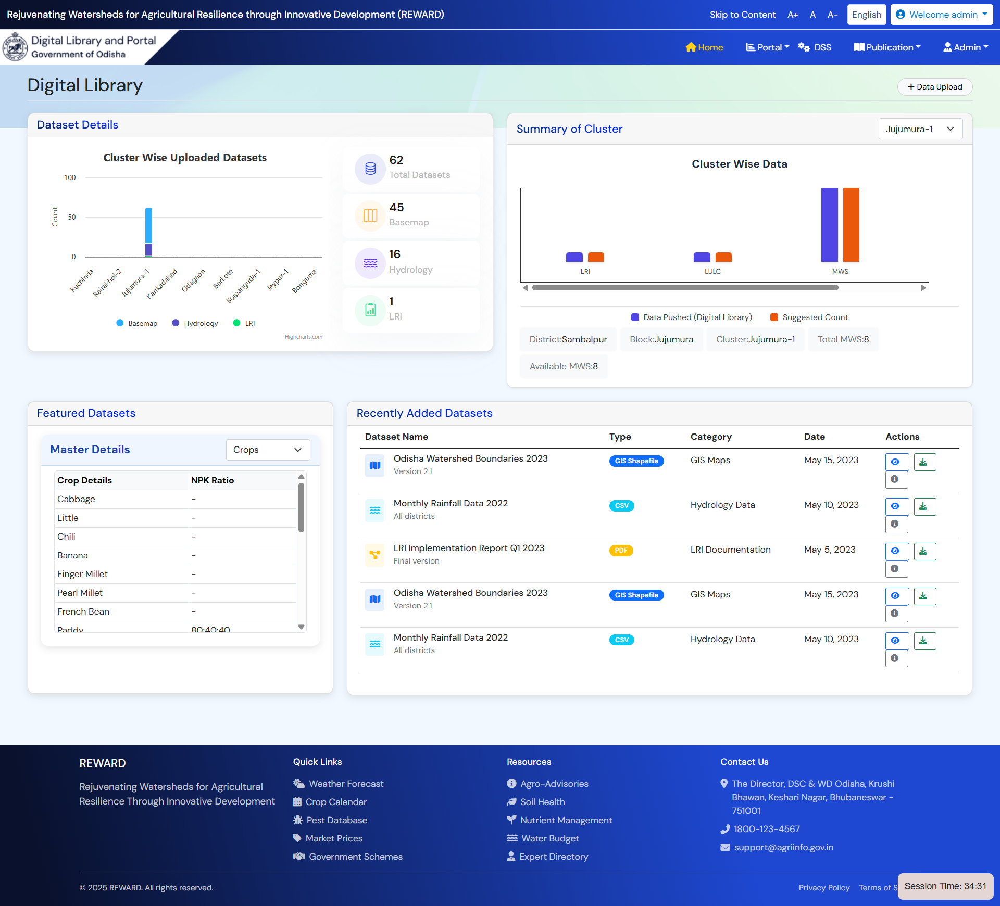 Rejuvenating Watersheds for Agricultural Resilience through Innovative Development (REWARD)
Skip to Content A+ A A- English Welcome admin
Digital Library and Portal
Government of Odisha
Home Portal DSS Publication Admin
Digital Library
+ Data Upload
Dataset Details
Cluster Wise Uploaded Datasets
100
50
0
Count
Kuchinda
Rairakhol-2
Jujumura-1
Kankadahad
Odagaon
Barkote
Boipariguda-1
Jeypur-1
Boriguma
Basemap Hydrology LRI
Highcharts.com
62
Total Datasets
45
Basemap
16
Hydrology
1
LRI
Summary of Cluster
Jujumura-1
Cluster Wise Data
LRI LULC MWS
Data Pushed (Digital Library) Suggested Count
District:Sambalpur Block:Jujumura Cluster:Jujumura-1 Total MWS:8
Available MWS:8
Featured Datasets
Master Details
Crops
Crop Details NPK Ratio
Cabbage -
Little -
Chili -
Banana -
Finger Millet -
Pearl Millet -
French Bean -
Paddy 80:40:40
Recently Added Datasets
Dataset Name Type Category Date Actions
Odisha Watershed Boundaries 2023 GIS Shapefile GIS Maps May 15, 2023
Version 2.1
Monthly Rainfall Data 2022 CSV Hydrology Data May 10, 2023
All districts
LRI Implementation Report Q1 2023 PDF LRI Documentation May 5, 2023
Final version
Odisha Watershed Boundaries 2023 GIS Shapefile GIS Maps May 15, 2023
Version 2.1
Monthly Rainfall Data 2022 CSV Hydrology Data May 10, 2023
All districts
REWARD
Rejuvenating Watersheds for Agricultural
Resilience Through Innovative Development
Quick Links
Weather Forecast
Crop Calendar
Pest Database
Market Prices
Government Schemes
Resources
Agro-Advisories
Soil Health
Nutrient Management
Water Budget
Expert Directory
Contact Us
The Director, DSC & WD Odisha, Krushi
Bhawan, Keshari Nagar, Bhubaneswar -
751001
1800-123-4567
support@agriinfo.gov.in
© 2025 REWARD. All rights reserved.
Privacy Policy Terms of S
Session Time: 34:31